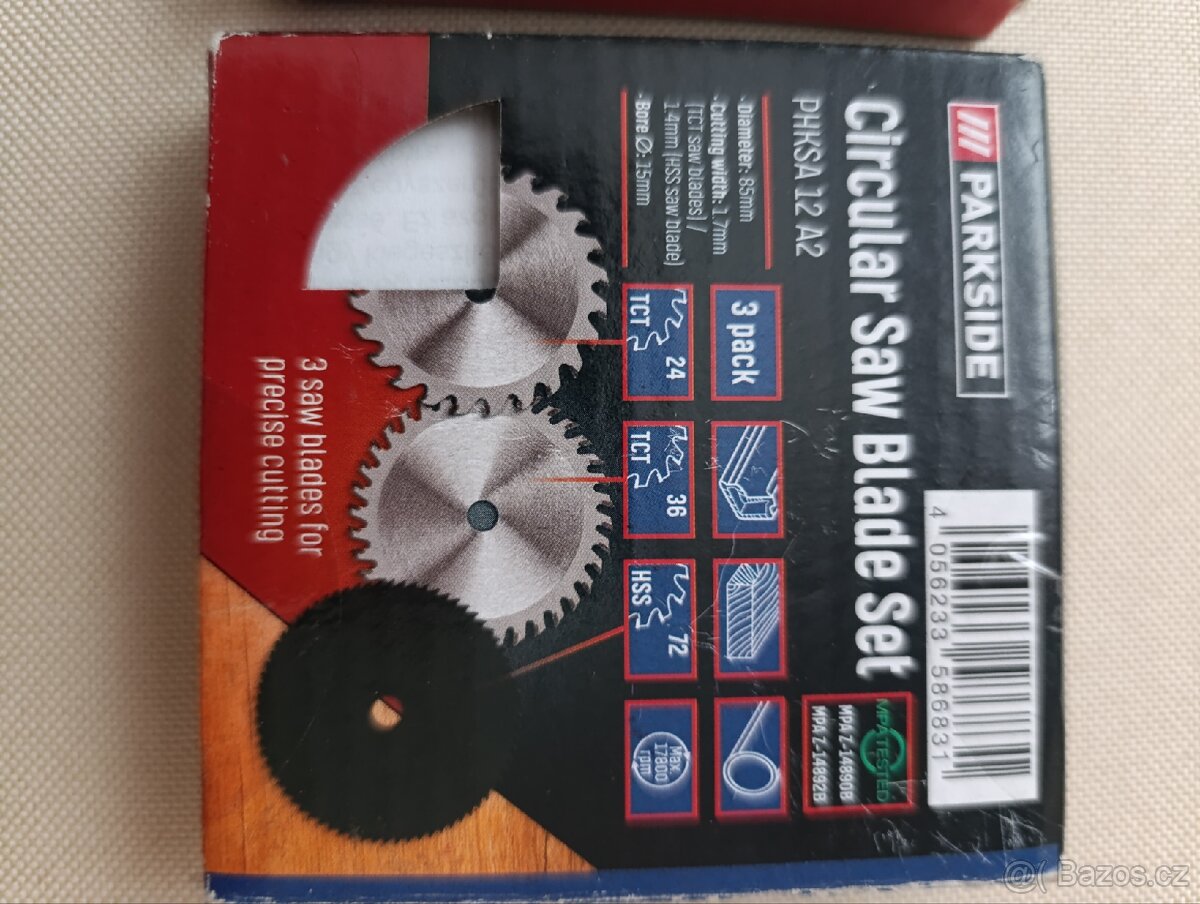 /// PARKSIDE
Circular Saw Blade Set
PHKSA 12 A2
4 056233 586831
· Diameter: 85mm
· Cutting width: 1.7mm
(TCT saw blades) /
1.4mm (HSS saw blade)
· Bore Ø: 15mm
3 pack
MPA TESTED
MPA Z-14890B
MPA Z-14892B
24
TCT
36
TCT
72
HSS
Max
17800
rpm
3 saw blades for
precise cutting
@( Bazos.cz